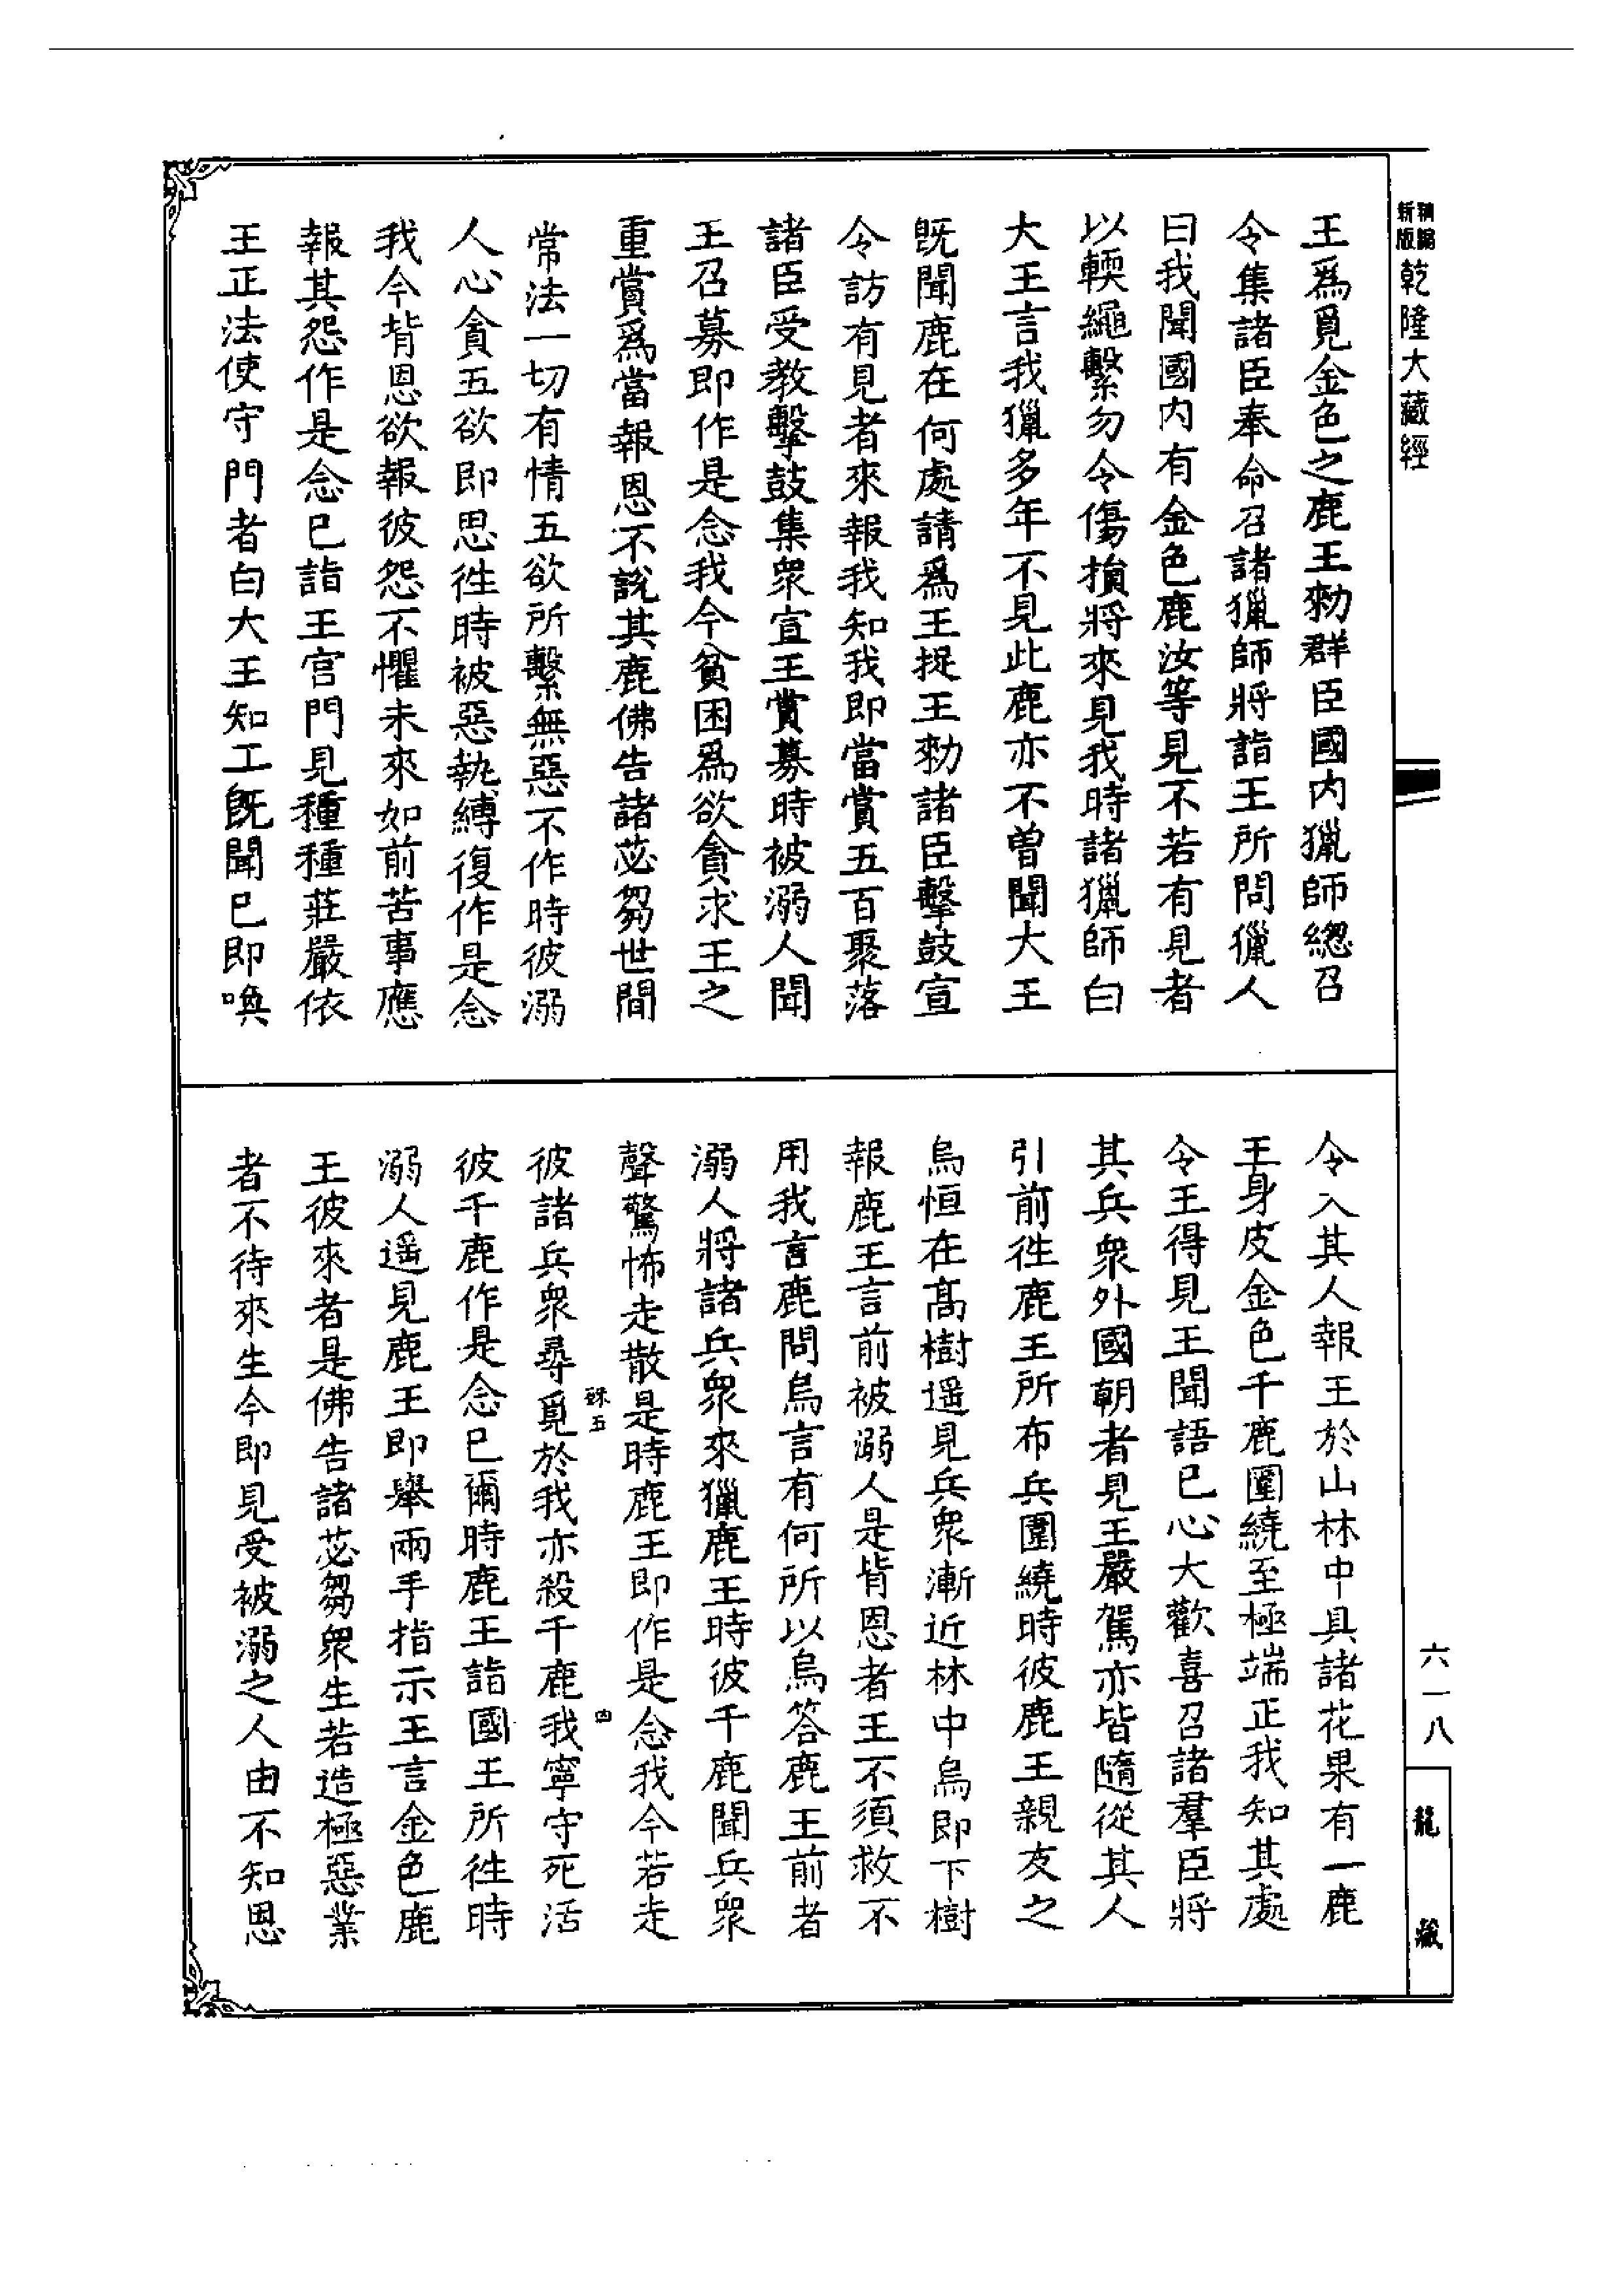 新編
新版
乾隆大藏經
王爲覓金色之鹿王勑群臣國内獵師總召
令集諸臣奉命召諸獵師將詣王所問獵人
曰我聞國内有金色鹿汝等見不若有見者
以輭繩繫勿令傷損將來見我時諸獵師白
大王言我獵多年不見此鹿亦不曽聞大王
旣聞鹿在何處請爲王捉王勑諸臣擊鼓宣
令訪有見者來報我知我即當賞五百聚落
諸臣受教擊鼓集衆宣王賞募時被溺人聞
王召募即作是念我今貧困爲欲貪求王之
重賞爲當報恩不說其鹿佛告諸苾芻世間
常法一切有情五欲所繫無惡不作時彼溺
人心貪五欲即思徃時被惡執縛復作是念
我今背恩欲報彼怨不懼未來如前苦事應
報其怨作是念已詣王宫門見種種莊嚴依
王正法使守門者白大王知工旣聞已即喚
令入其人報王於山林中具諸花果有一鹿
王身皮金色千鹿圍繞至極端正我知其處
令王得見王聞語已心大歡喜召諸羣臣將
其兵衆外國朝者見王嚴駕亦皆隨從其人
引前徃鹿王所布兵圍繞時彼鹿王親友之
烏恒在髙樹遥見兵衆漸近林中烏即下樹
報鹿王言前被溺人是背恩者王不須救不
用我言鹿問烏言有何所以烏答鹿王前者
溺人將諸兵衆來獵鹿王時彼千鹿聞兵衆
聲驚怖走散是時鹿王即作是念我今若走
彼諸兵衆尋覓於我亦殺千鹿我寧守死活
彼千鹿作是念已爾時鹿王詣國王所徃時
溺人遥見鹿王即舉兩手指示王言金色鹿
王彼來者是佛告諸苾芻衆生若造極惡業
者不待來生今即見受被溺之人由不知恩
六一八
龍藏